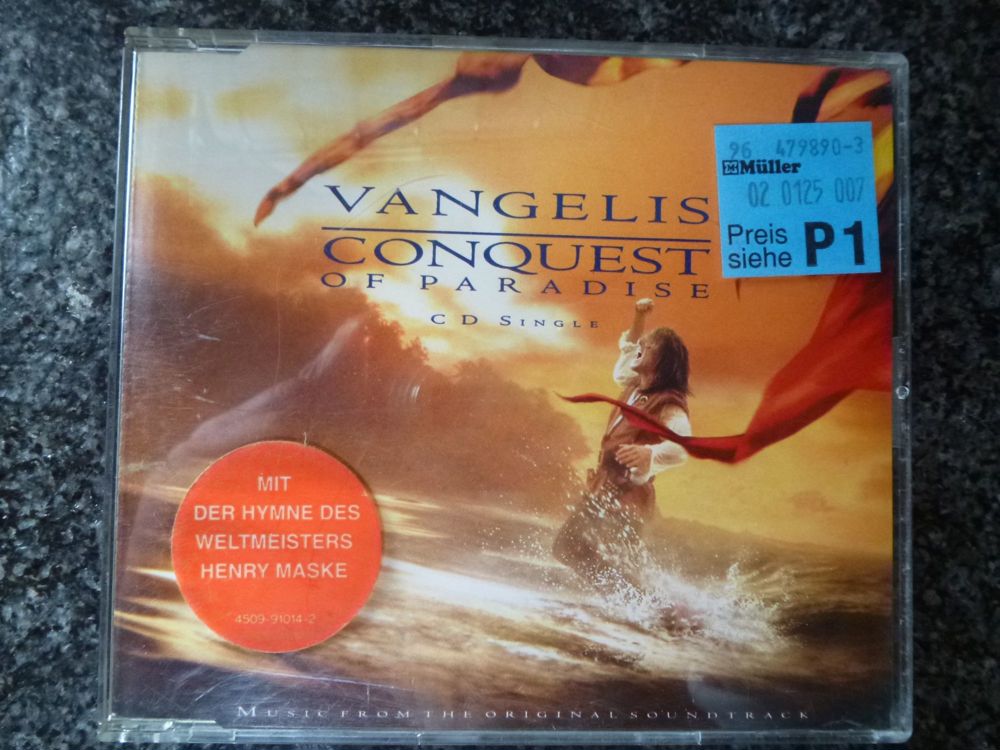 VANGELIS
CONQUEST
OF PARADISE
CD SINGLE
96 479890-3
Müller
02 0125 007
Preis
siehe P1
MIT
DER HYMNE DES
WELTMEISTERS
HENRY MASKE
4509-91014-2
MUSIC FROM THE ORIGINAL SOUNDTRACK